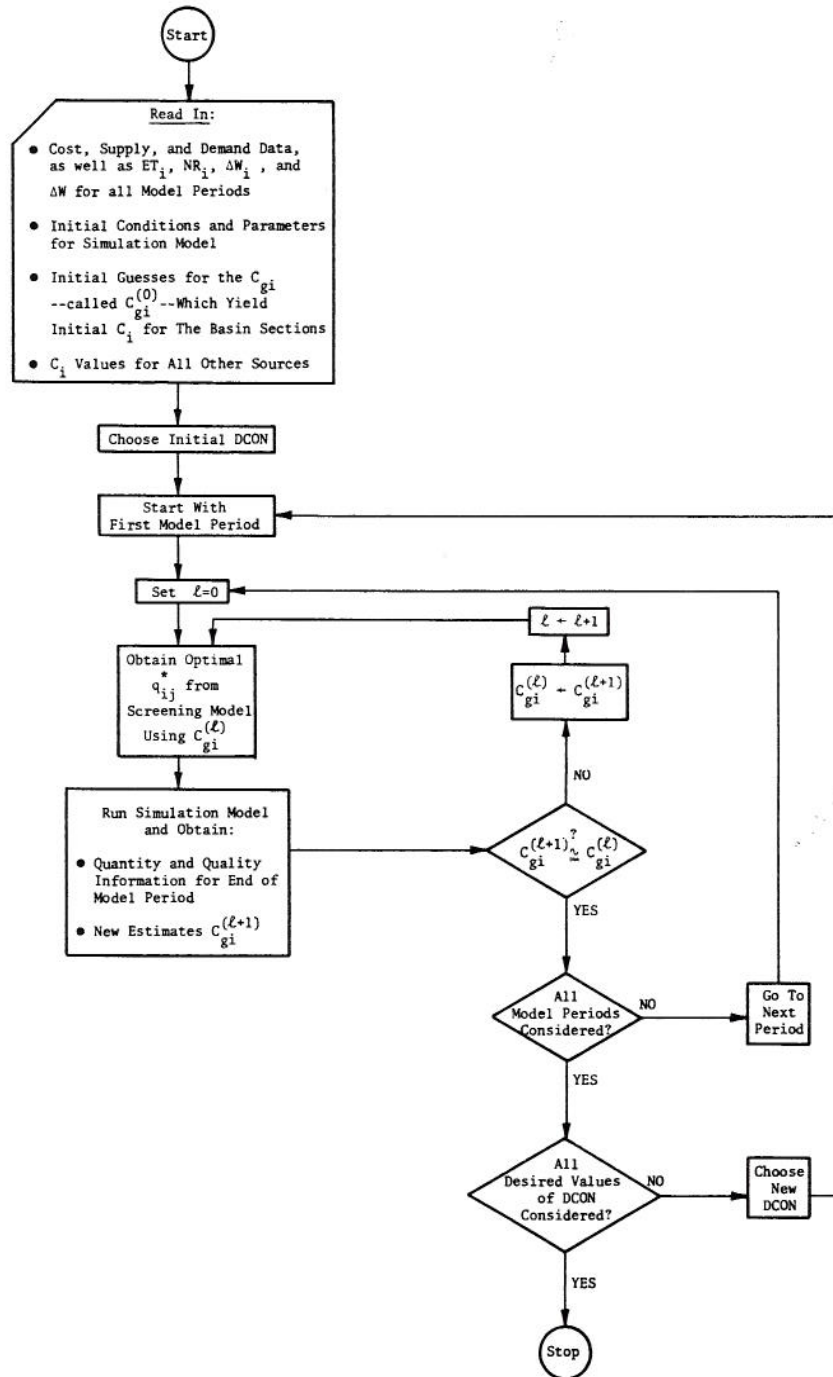 Start
Read In:
● Cost, Supply, and Demand Data,
as well as ET_i, NR_i, ΔW_i , and
ΔW for all Model Periods
● Initial Conditions and Parameters
for Simulation Model
● Initial Guesses for the C_gi
--called C_gi^(0)--Which Yield
Initial C_i for The Basin Sections
● C_i Values for All Other Sources
Choose Initial DCON
Start With
First Model Period
Set ℓ=0
ℓ ← ℓ+1
Obtain Optimal
q_ij^* from
Screening Model
Using C_gi^(ℓ)
C_gi^(ℓ) ← C_gi^(ℓ+1)
NO
Run Simulation Model
and Obtain:
● Quantity and Quality
Information for End of
Model Period
● New Estimates C_gi^(ℓ+1)
C_gi^(ℓ+1) ≃? C_gi^(ℓ)
YES
All
Model Periods
Considered?
NO
Go To
Next
Period
YES
All
Desired Values
of DCON
Considered?
NO
Choose
New
DCON
YES
Stop